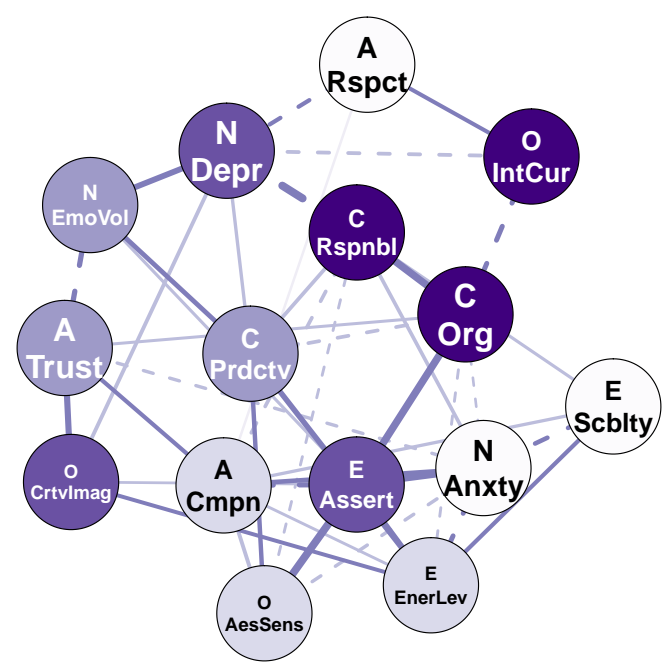 A
Rspct
N
Depr
O
IntCur
N
EmoVol
C
Rspnbl
C
Org
A
Trust
C
Prdctv
E
Scblty
O
CrtvImag
A
Cmpn
E
Assert
N
Anxty
O
AesSens
E
EnerLev